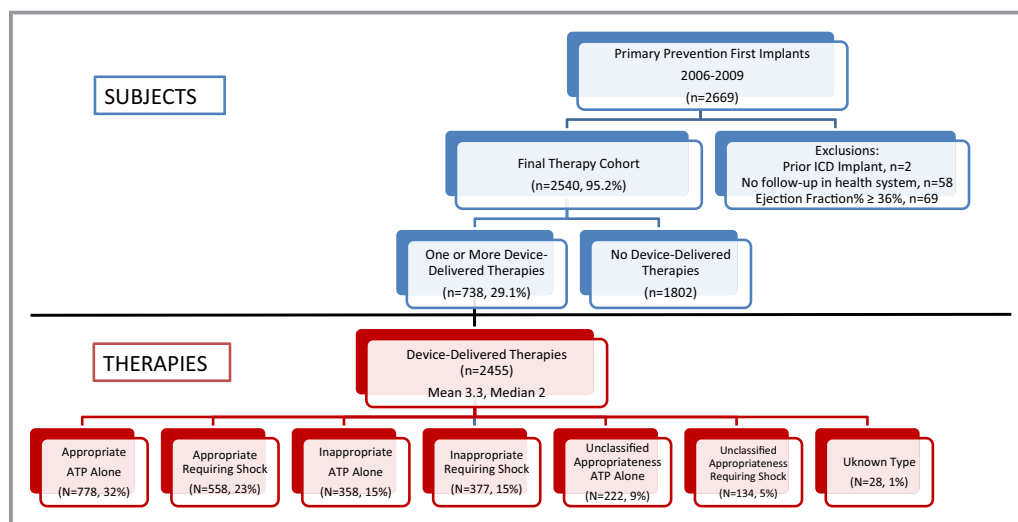 Primary Prevention First Implants
2006-2009
(n=2669)
SUBJECTS
Final Therapy Cohort
(n=2540, 95.2%)
Exclusions:
Prior ICD Implant, n=2
No follow-up in health system, n=58
Ejection Fraction% ≥ 36%, n=69
One or More Device-
Delivered Therapies
(n=738, 29.1%)
No Device-Delivered
Therapies
(n=1802)
THERAPIES
Device-Delivered Therapies
(n=2455)
Mean 3.3, Median 2
Appropriate
ATP Alone
(N=778, 32%)
Appropriate
Requiring Shock
(N=558, 23%)
Inappropriate
ATP Alone
(N=358, 15%)
Inappropriate
Requiring Shock
(N=377, 15%)
Unclassified
Appropriateness
ATP Alone
(N=222, 9%)
Unclassified
Appropriateness
Requiring Shock
(N=134, 5%)
Uknown Type
(N=28, 1%)